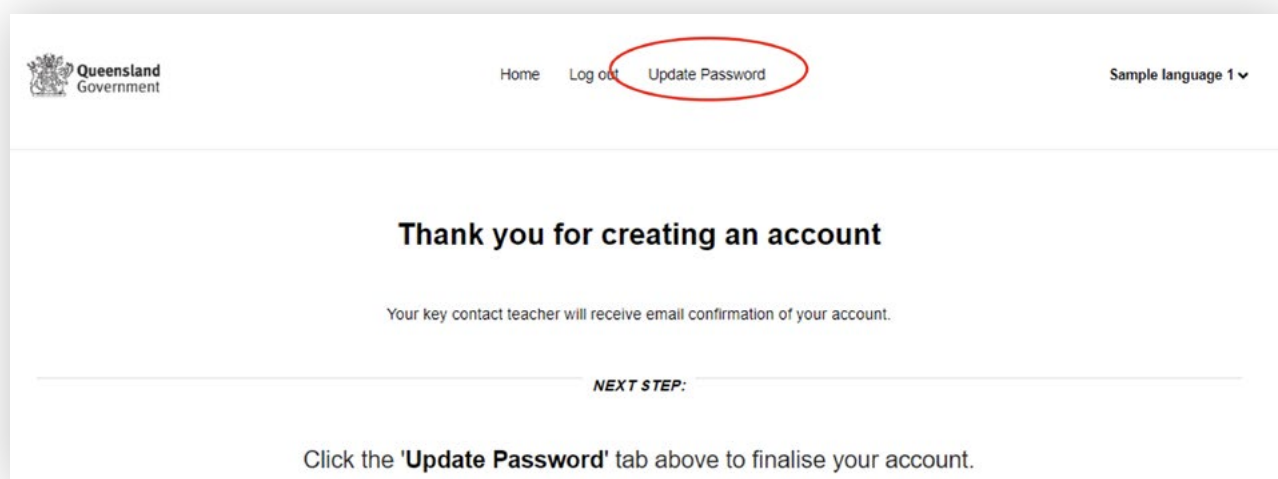 Queensland
Government
Home Log out Update Password
Sample language 1
Thank you for creating an account
Your key contact teacher will receive email confirmation of your account.
NEXT STEP:
Click the 'Update Password' tab above to finalise your account.